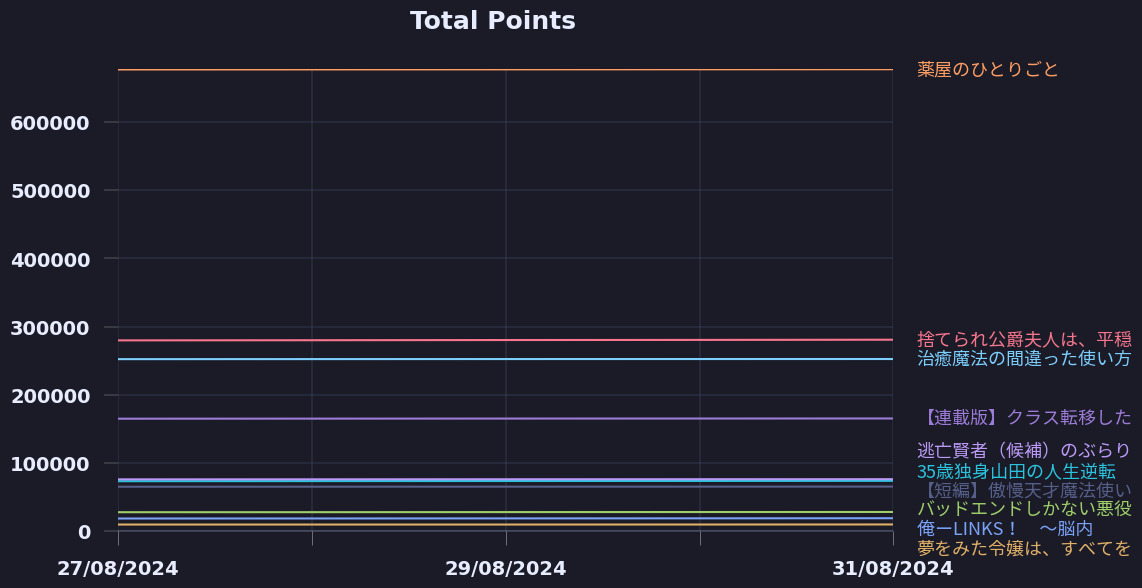 Total Points
薬屋のひとりごと
600000
500000
400000
300000
捨てられ公爵夫人は、平穏
治癒魔法の間違った使い方
200000
【連載版】クラス転移した
逃亡賢者（候補）のぶらり
100000
35歳独身山田の人生逆転
【短編】傲慢天才魔法使い
バッドエンドしかない悪役
俺ーLINKS！　～脳内
0
夢をみた令嬢は、すべてを
27/08/2024
29/08/2024
31/08/2024